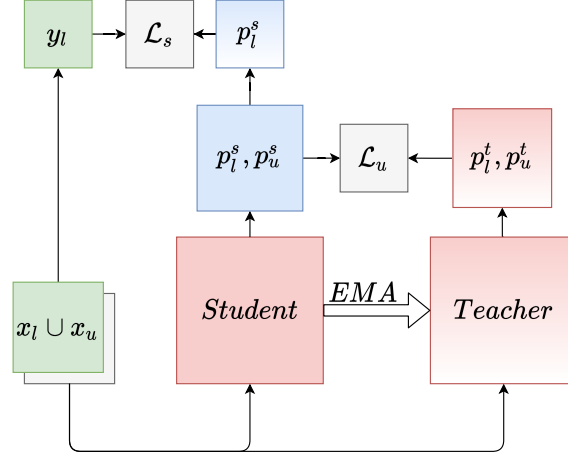 y_l
ℒ_s
p_l^s
p_l^s, p_u^s
ℒ_u
p_l^t, p_u^t
x_l ∪ x_u
Student
EMA
Teacher